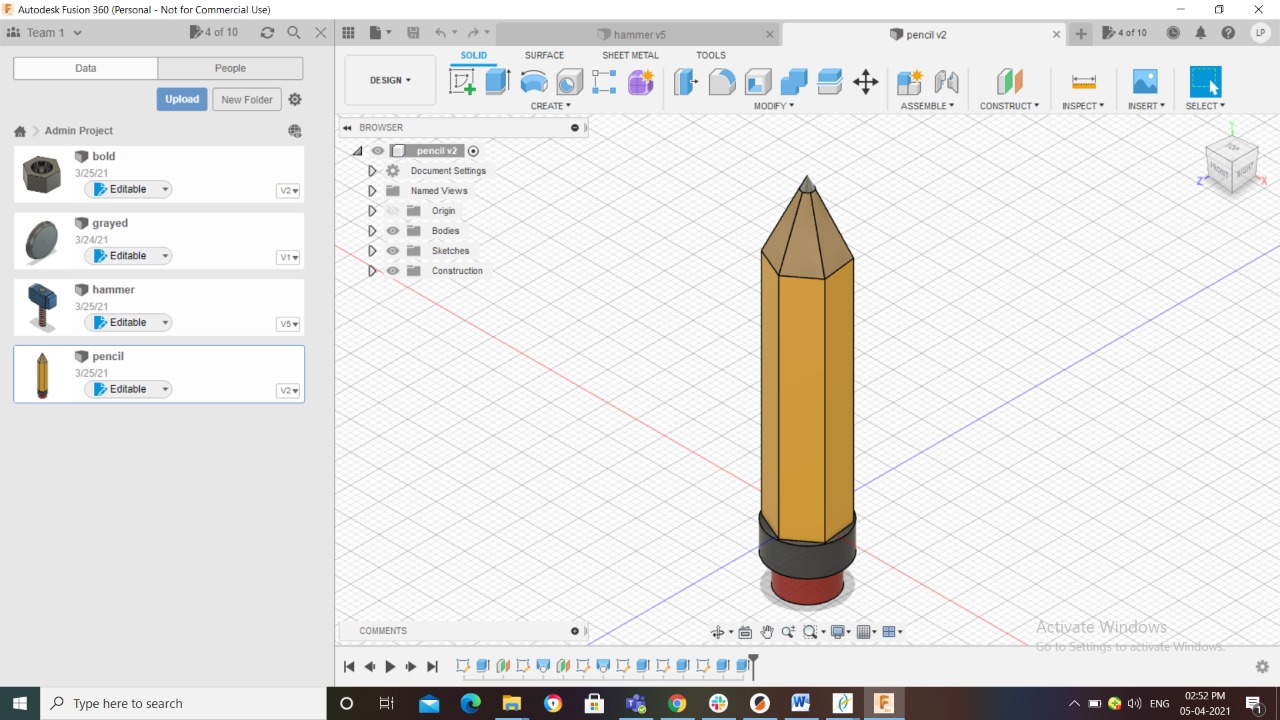 Autodesk Fusion 360 (Personal - Not for Commercial Use)
Team 1
4 of 10
hammer v5
pencil v2
4 of 10
LP
Data
People
Upload
New Folder
Admin Project
bold
3/25/21
Editable
V2
grayed
3/24/21
Editable
V1
hammer
3/25/21
Editable
V5
pencil
3/25/21
Editable
V2
DESIGN
SOLID
SURFACE
SHEET METAL
TOOLS
CREATE
MODIFY
ASSEMBLE
CONSTRUCT
INSPECT
INSERT
SELECT
BROWSER
pencil v2
Document Settings
Named Views
Origin
Bodies
Sketches
Construction
Y
TOP
FRONT
RIGHT
Z
X
COMMENTS
Activate Windows
Go to Settings to activate Windows.
Type here to search
ENG
02:52 PM
05-04-2021
1